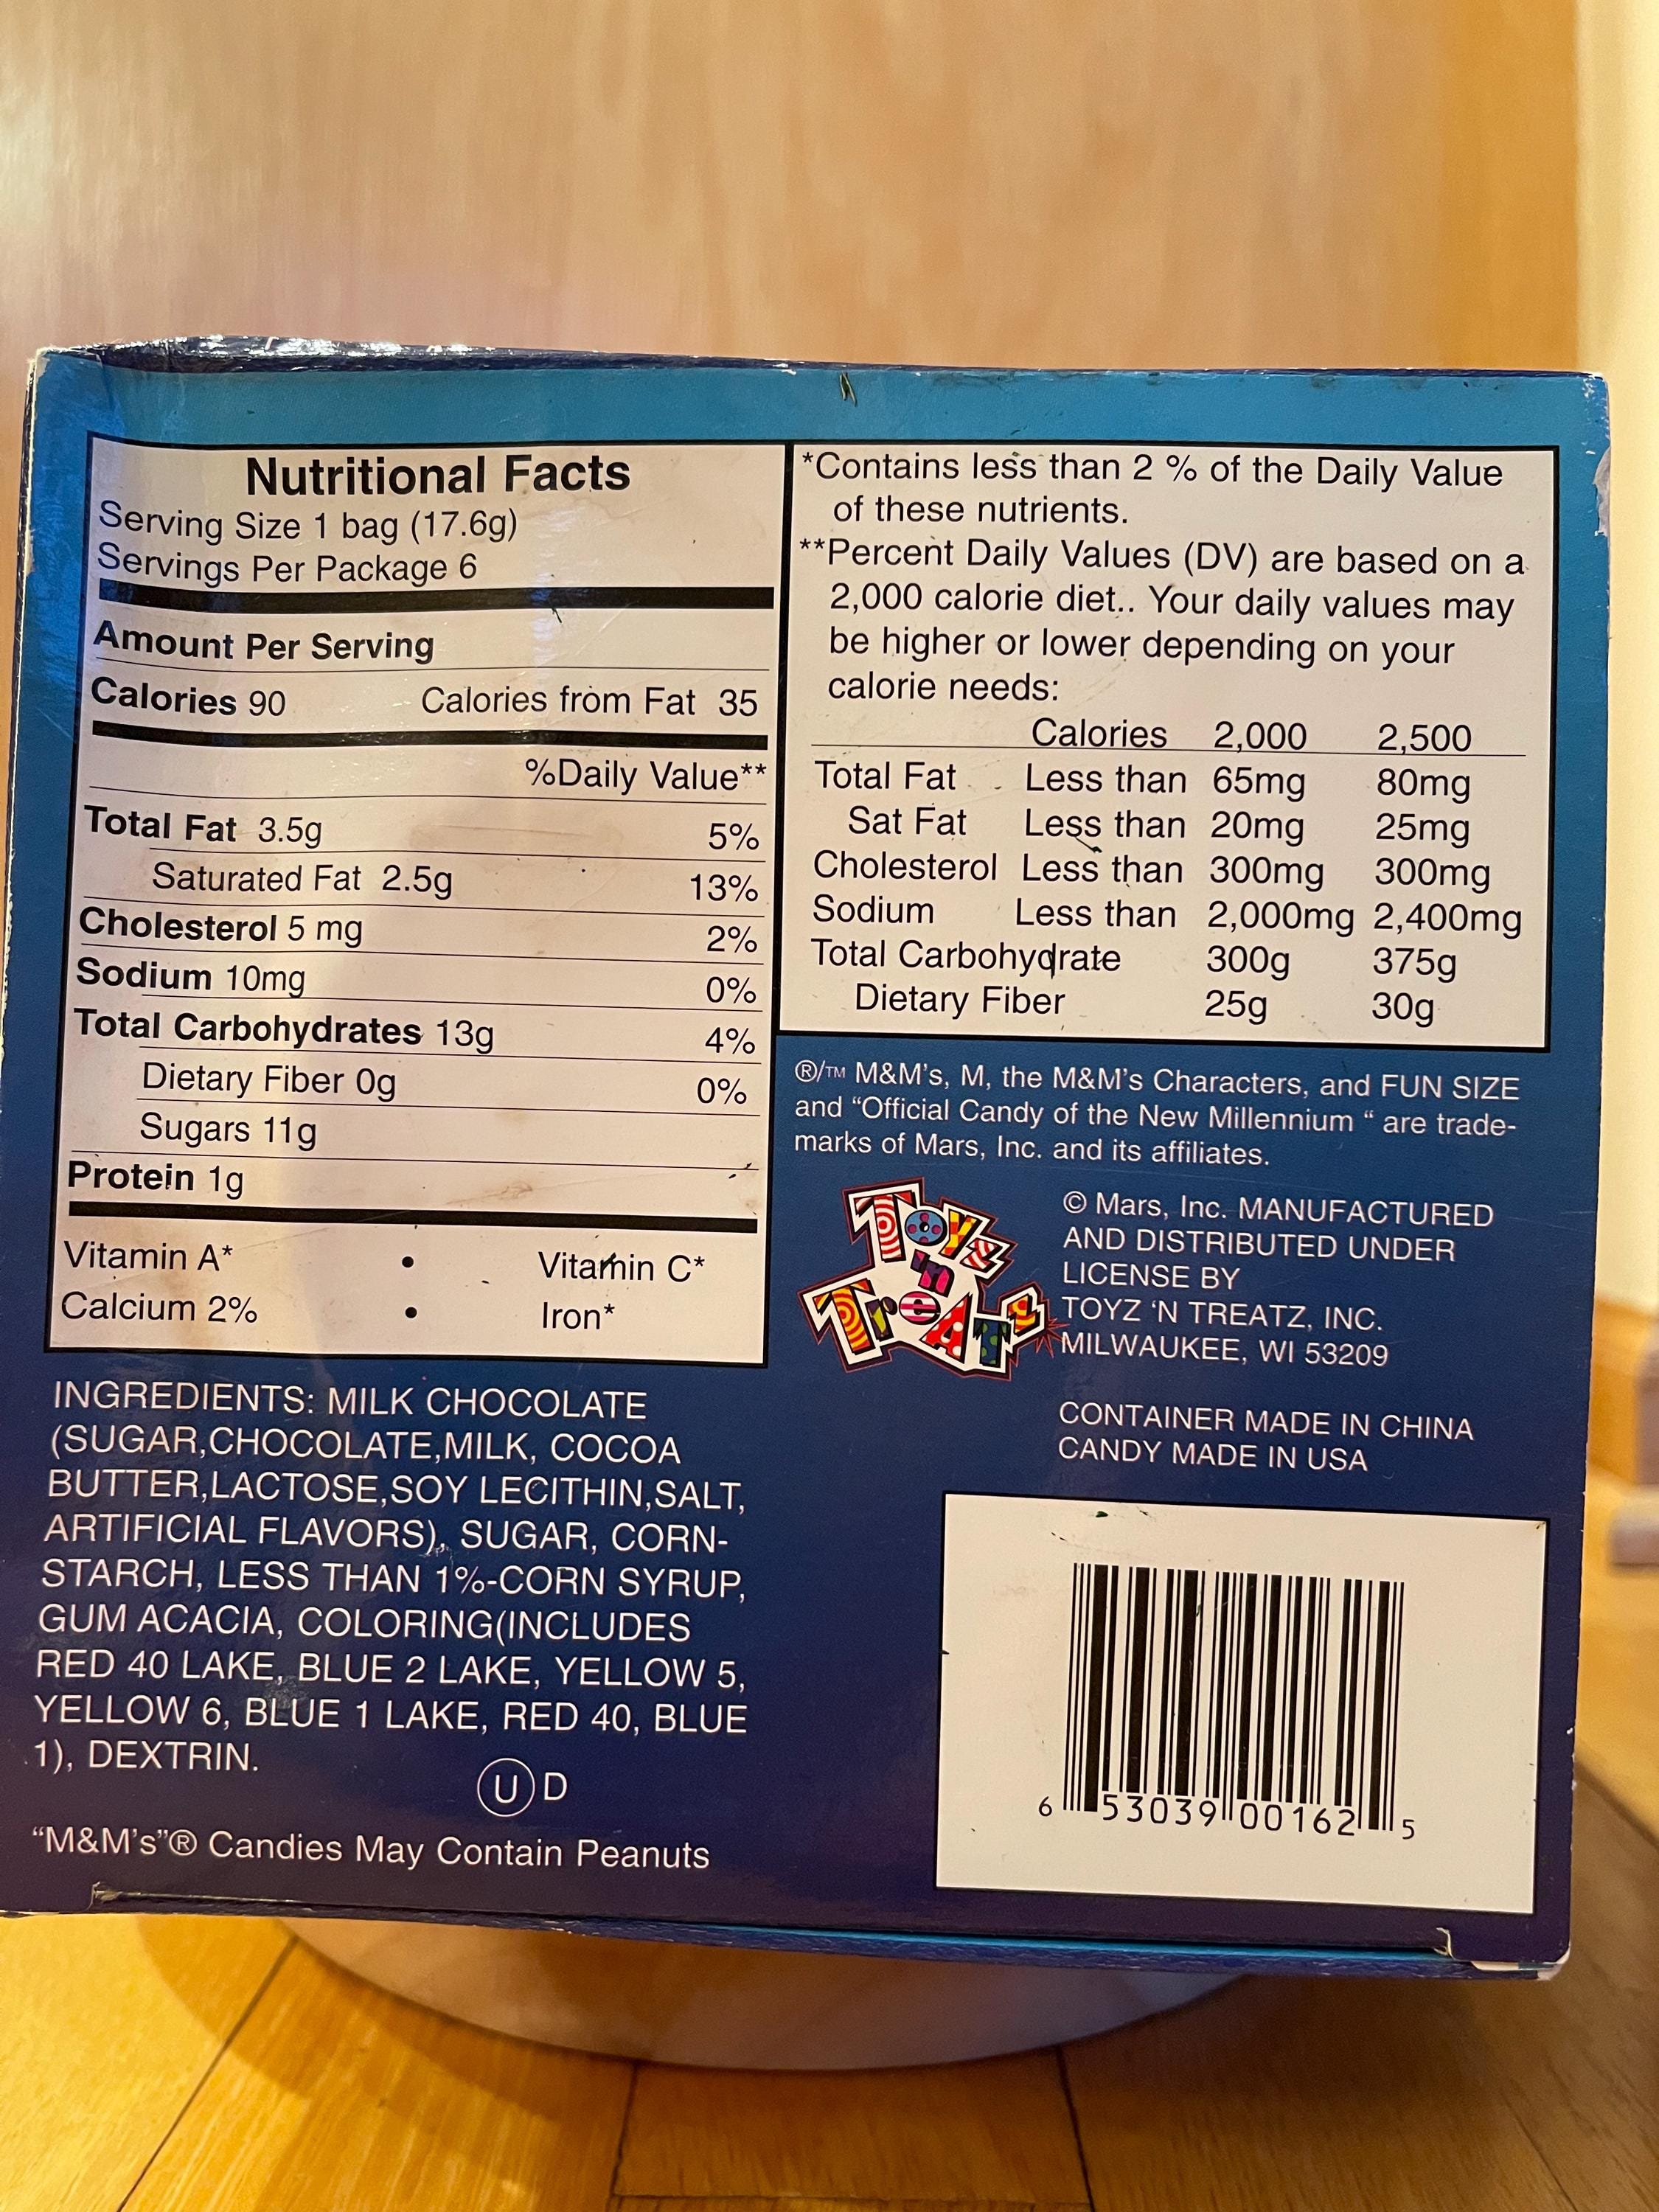 Nutritional Facts
Serving Size 1 bag (17.6g)
Servings Per Package 6
Amount Per Serving
Calories 90 Calories from Fat 35
%Daily Value**
Total Fat 3.5g 5%
Saturated Fat 2.5g 13%
Cholesterol 5 mg 2%
Sodium 10mg 0%
Total Carbohydrates 13g 4%
Dietary Fiber 0g 0%
Sugars 11g
Protein 1g
Vitamin A* • Vitamin C*
Calcium 2% • Iron*
INGREDIENTS: MILK CHOCOLATE
(SUGAR,CHOCOLATE,MILK, COCOA
BUTTER,LACTOSE,SOY LECITHIN,SALT,
ARTIFICIAL FLAVORS), SUGAR, CORN-
STARCH, LESS THAN 1%-CORN SYRUP,
GUM ACACIA, COLORING(INCLUDES
RED 40 LAKE, BLUE 2 LAKE, YELLOW 5,
YELLOW 6, BLUE 1 LAKE, RED 40, BLUE
1), DEXTRIN.
U D
“M&M's”® Candies May Contain Peanuts
*Contains less than 2 % of the Daily Value
of these nutrients.
**Percent Daily Values (DV) are based on a
2,000 calorie diet.. Your daily values may
be higher or lower depending on your
calorie needs:
Calories 2,000 2,500
Total Fat Less than 65mg 80mg
Sat Fat Less than 20mg 25mg
Cholesterol Less than 300mg 300mg
Sodium Less than 2,000mg 2,400mg
Total Carbohydrate 300g 375g
Dietary Fiber 25g 30g
®/™ M&M's, M, the M&M's Characters, and FUN SIZE
and “Official Candy of the New Millennium “ are trade-
marks of Mars, Inc. and its affiliates.
Toyz
'n
Treatz
© Mars, Inc. MANUFACTURED
AND DISTRIBUTED UNDER
LICENSE BY
TOYZ ‘N TREATZ, INC.
MILWAUKEE, WI 53209
CONTAINER MADE IN CHINA
CANDY MADE IN USA
6 53039 00162 5